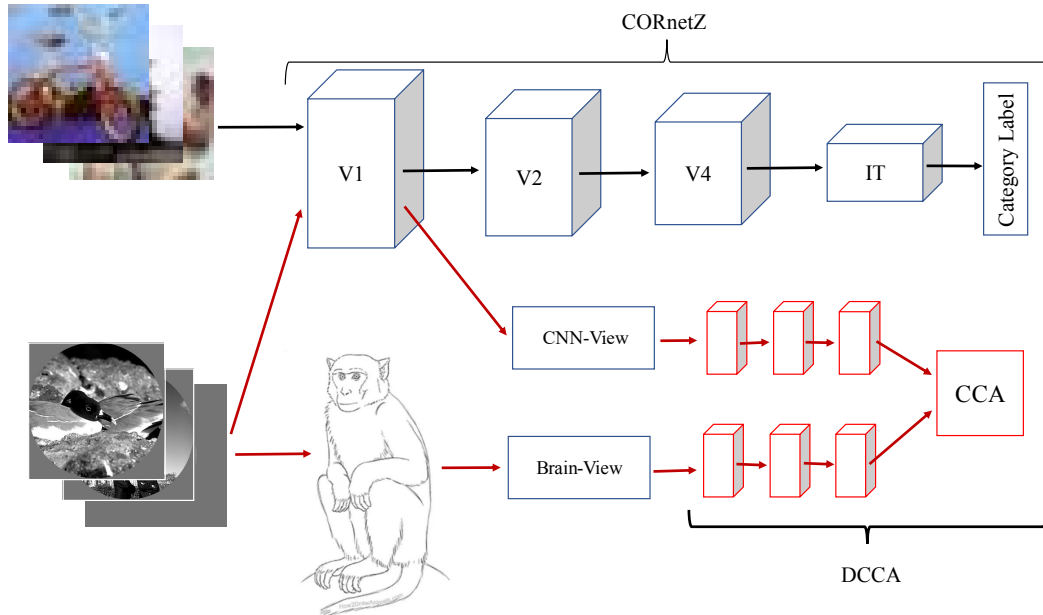 CORnetZ
V1
V2
V4
IT
Category Label
CNN-View
CCA
Brain-View
DCCA